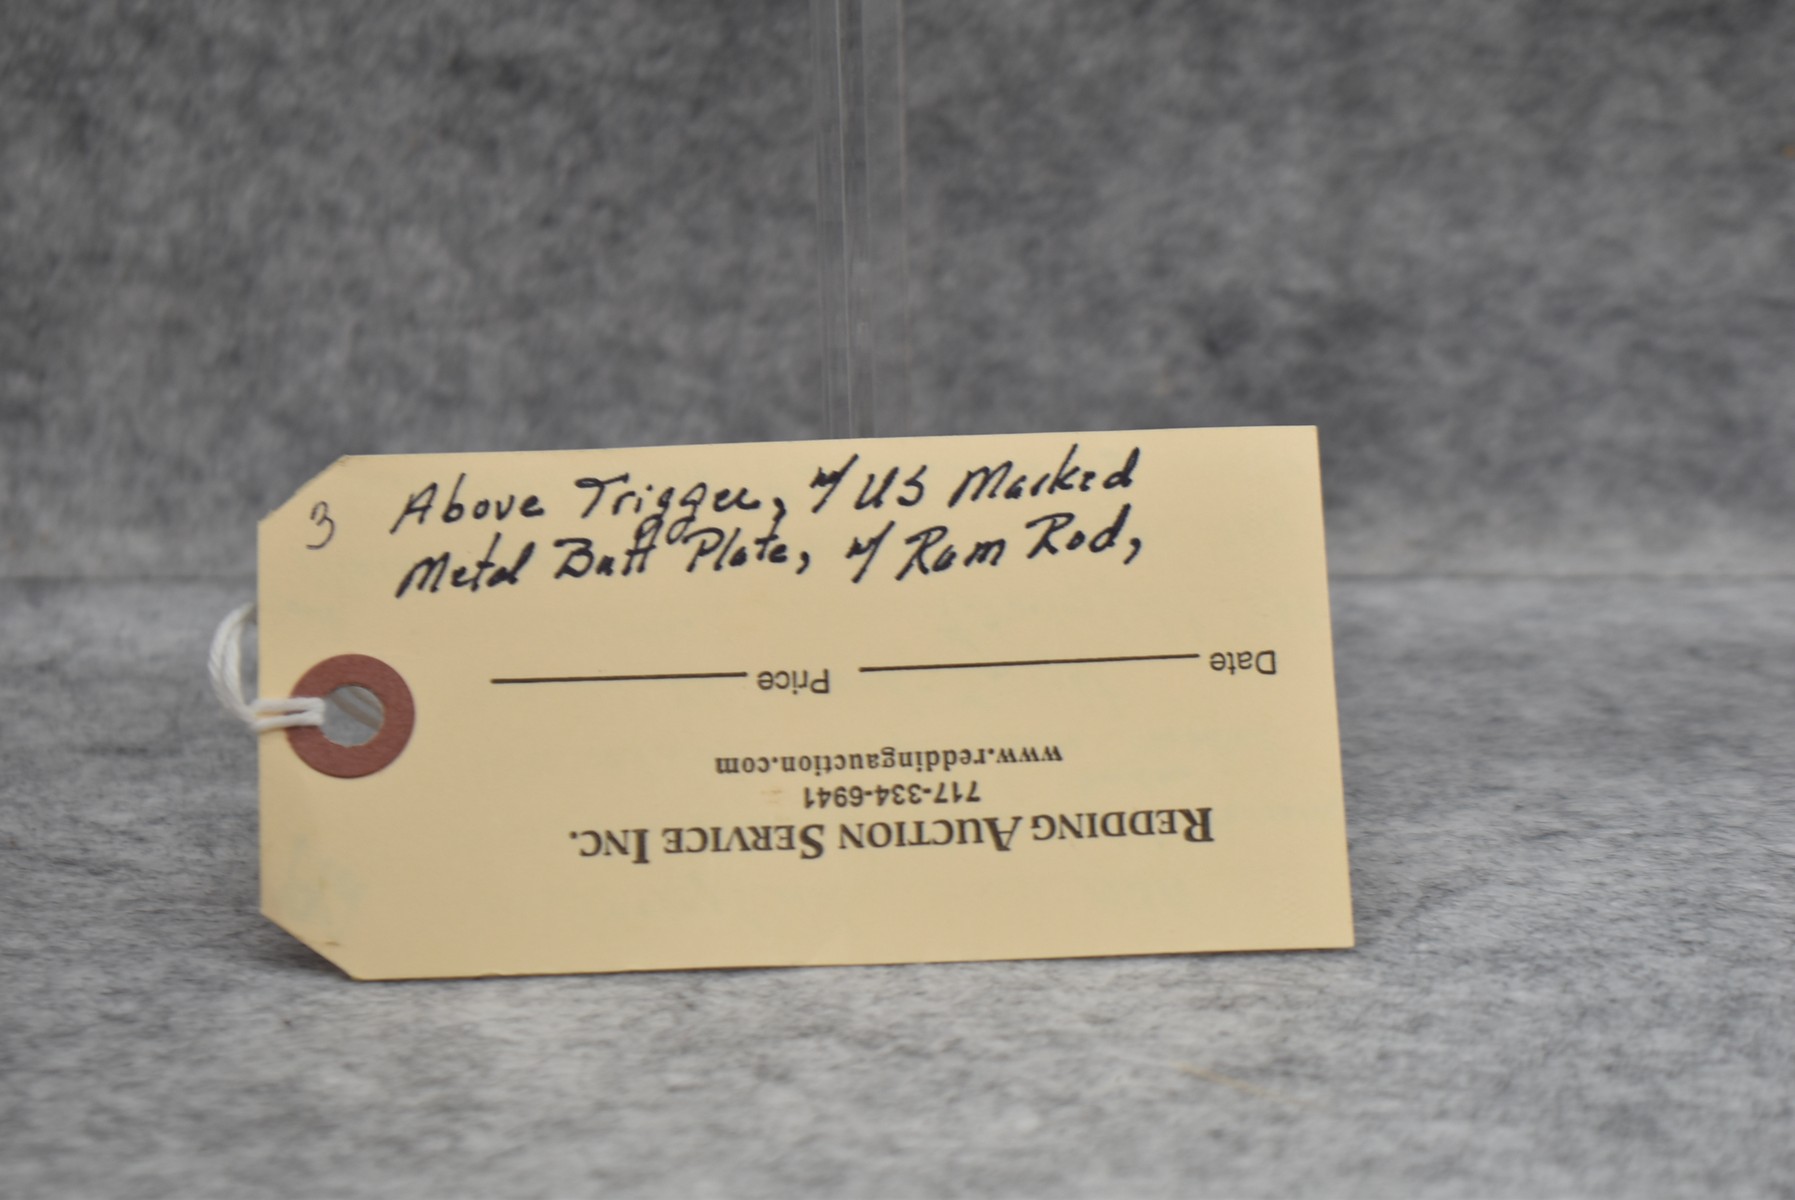 3 Above Trigger, w/ US Marked
Metal Butt Plate, w/ Ram Rod,
REDDING AUCTION SERVICE INC.
717-334-6941
www.reddingauction.com
Date Price